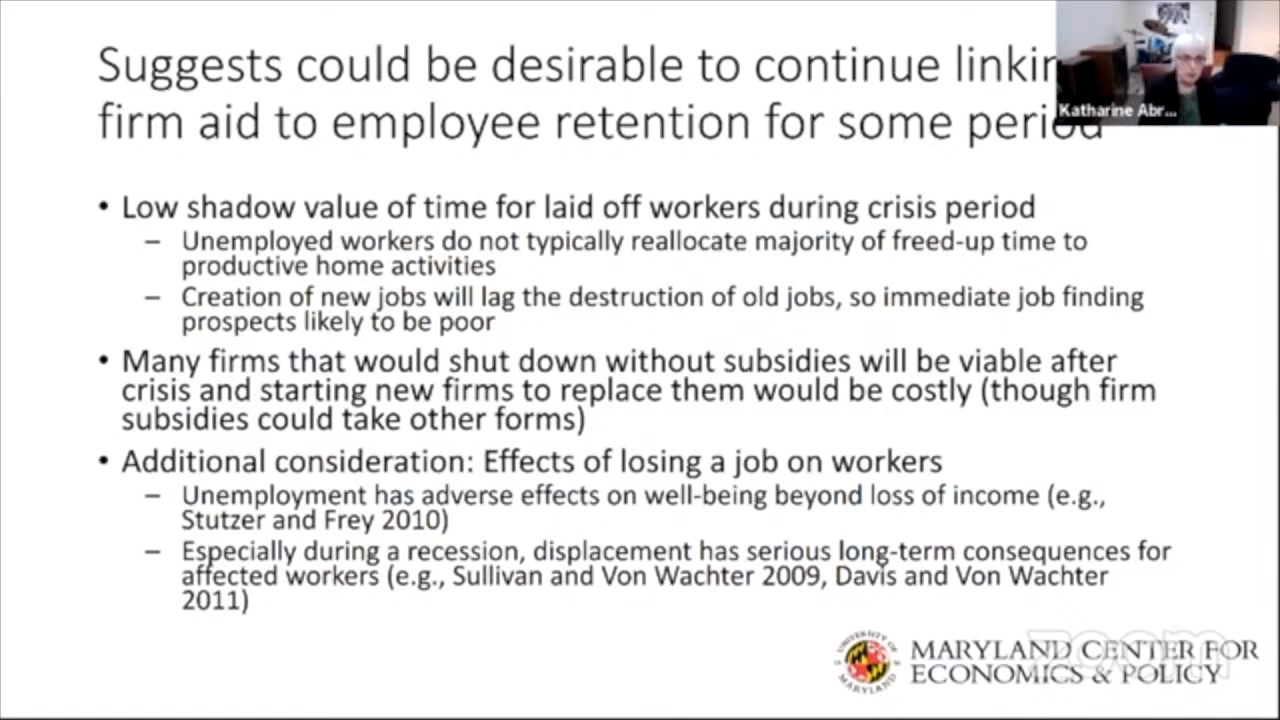 Suggests could be desirable to continue linkin
firm aid to employee retention for some period
Katharine Abr...
• Low shadow value of time for laid off workers during crisis period
– Unemployed workers do not typically reallocate majority of freed-up time to
productive home activities
– Creation of new jobs will lag the destruction of old jobs, so immediate job finding
prospects likely to be poor
• Many firms that would shut down without subsidies will be viable after
crisis and starting new firms to replace them would be costly (though firm
subsidies could take other forms)
• Additional consideration: Effects of losing a job on workers
– Unemployment has adverse effects on well-being beyond loss of income (e.g.,
Stutzer and Frey 2010)
– Especially during a recession, displacement has serious long-term consequences for
affected workers (e.g., Sullivan and Von Wachter 2009, Davis and Von Wachter
2011)
UNIVERSITY OF
MARYLAND
MARYLAND CENTER FOR
ECONOMICS & POLICY
zoom